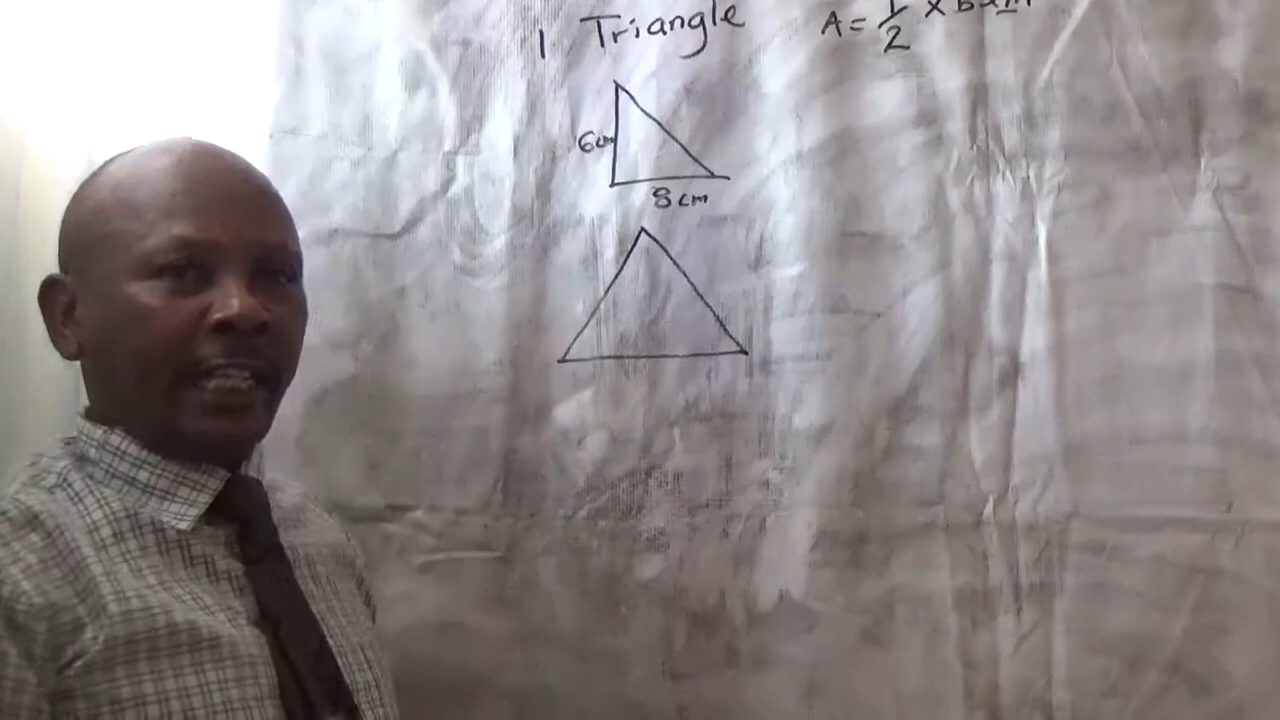 1 Triangle A = 1/2 ×
6cm
8cm